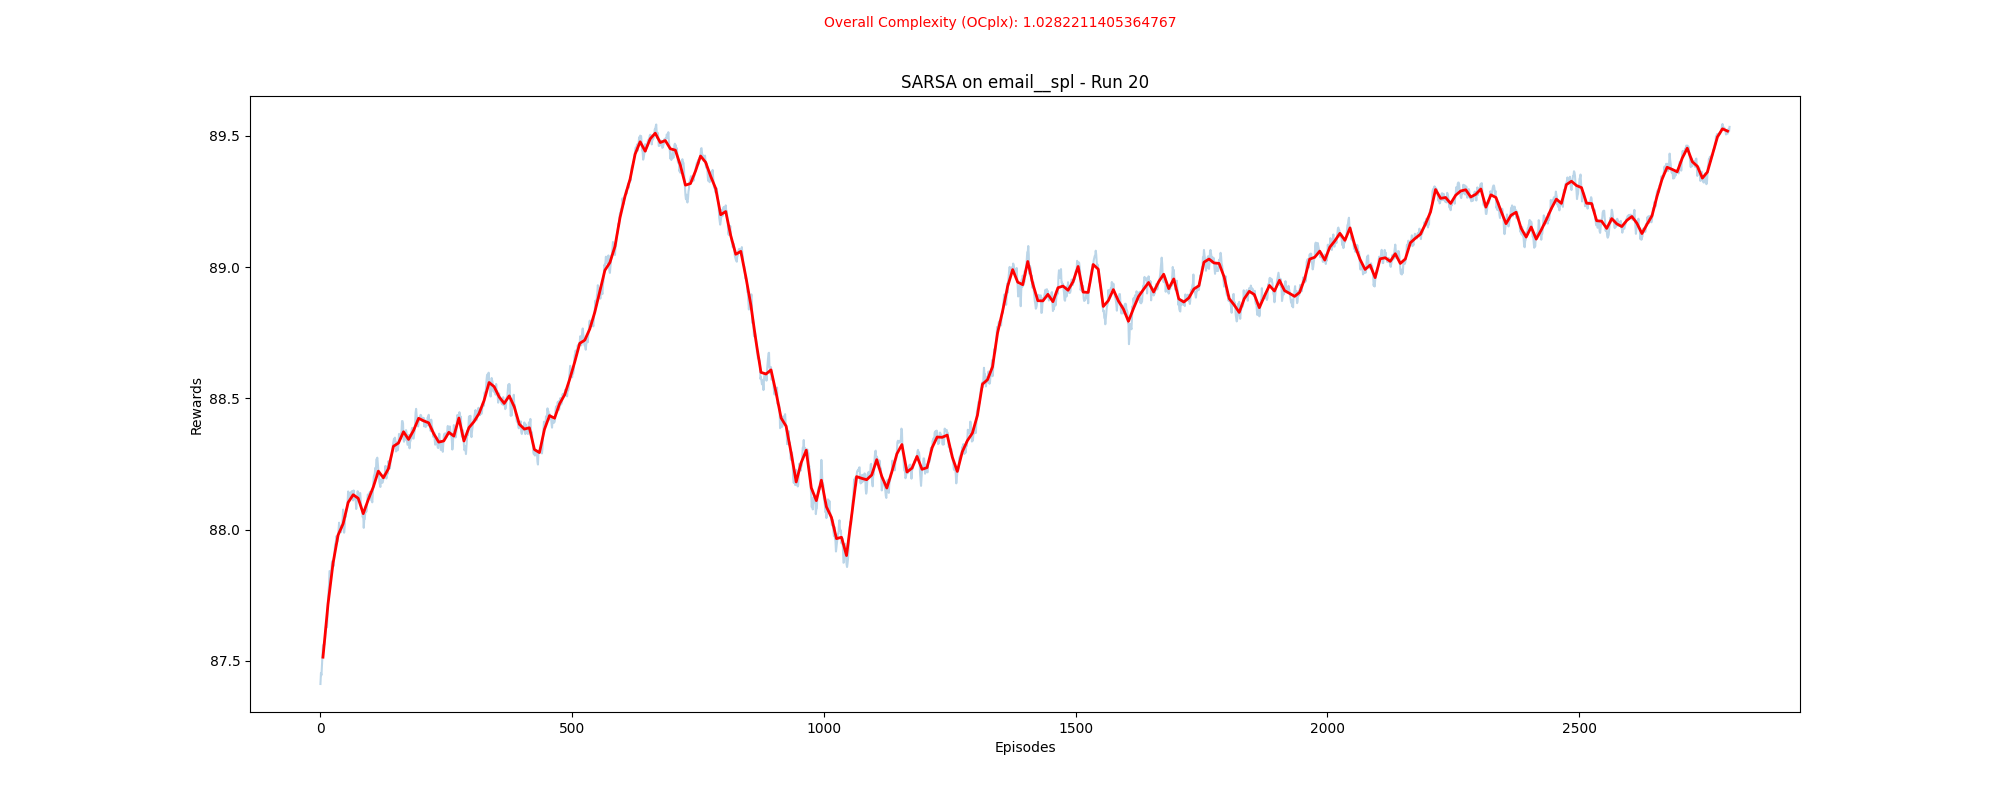 Overall Complexity (OCplx): 1.0282211405364767
SARSA on email__spl - Run 20
Rewards
89.5
89.0
88.5
88.0
87.5
0 500 1000 1500 2000 2500
Episodes